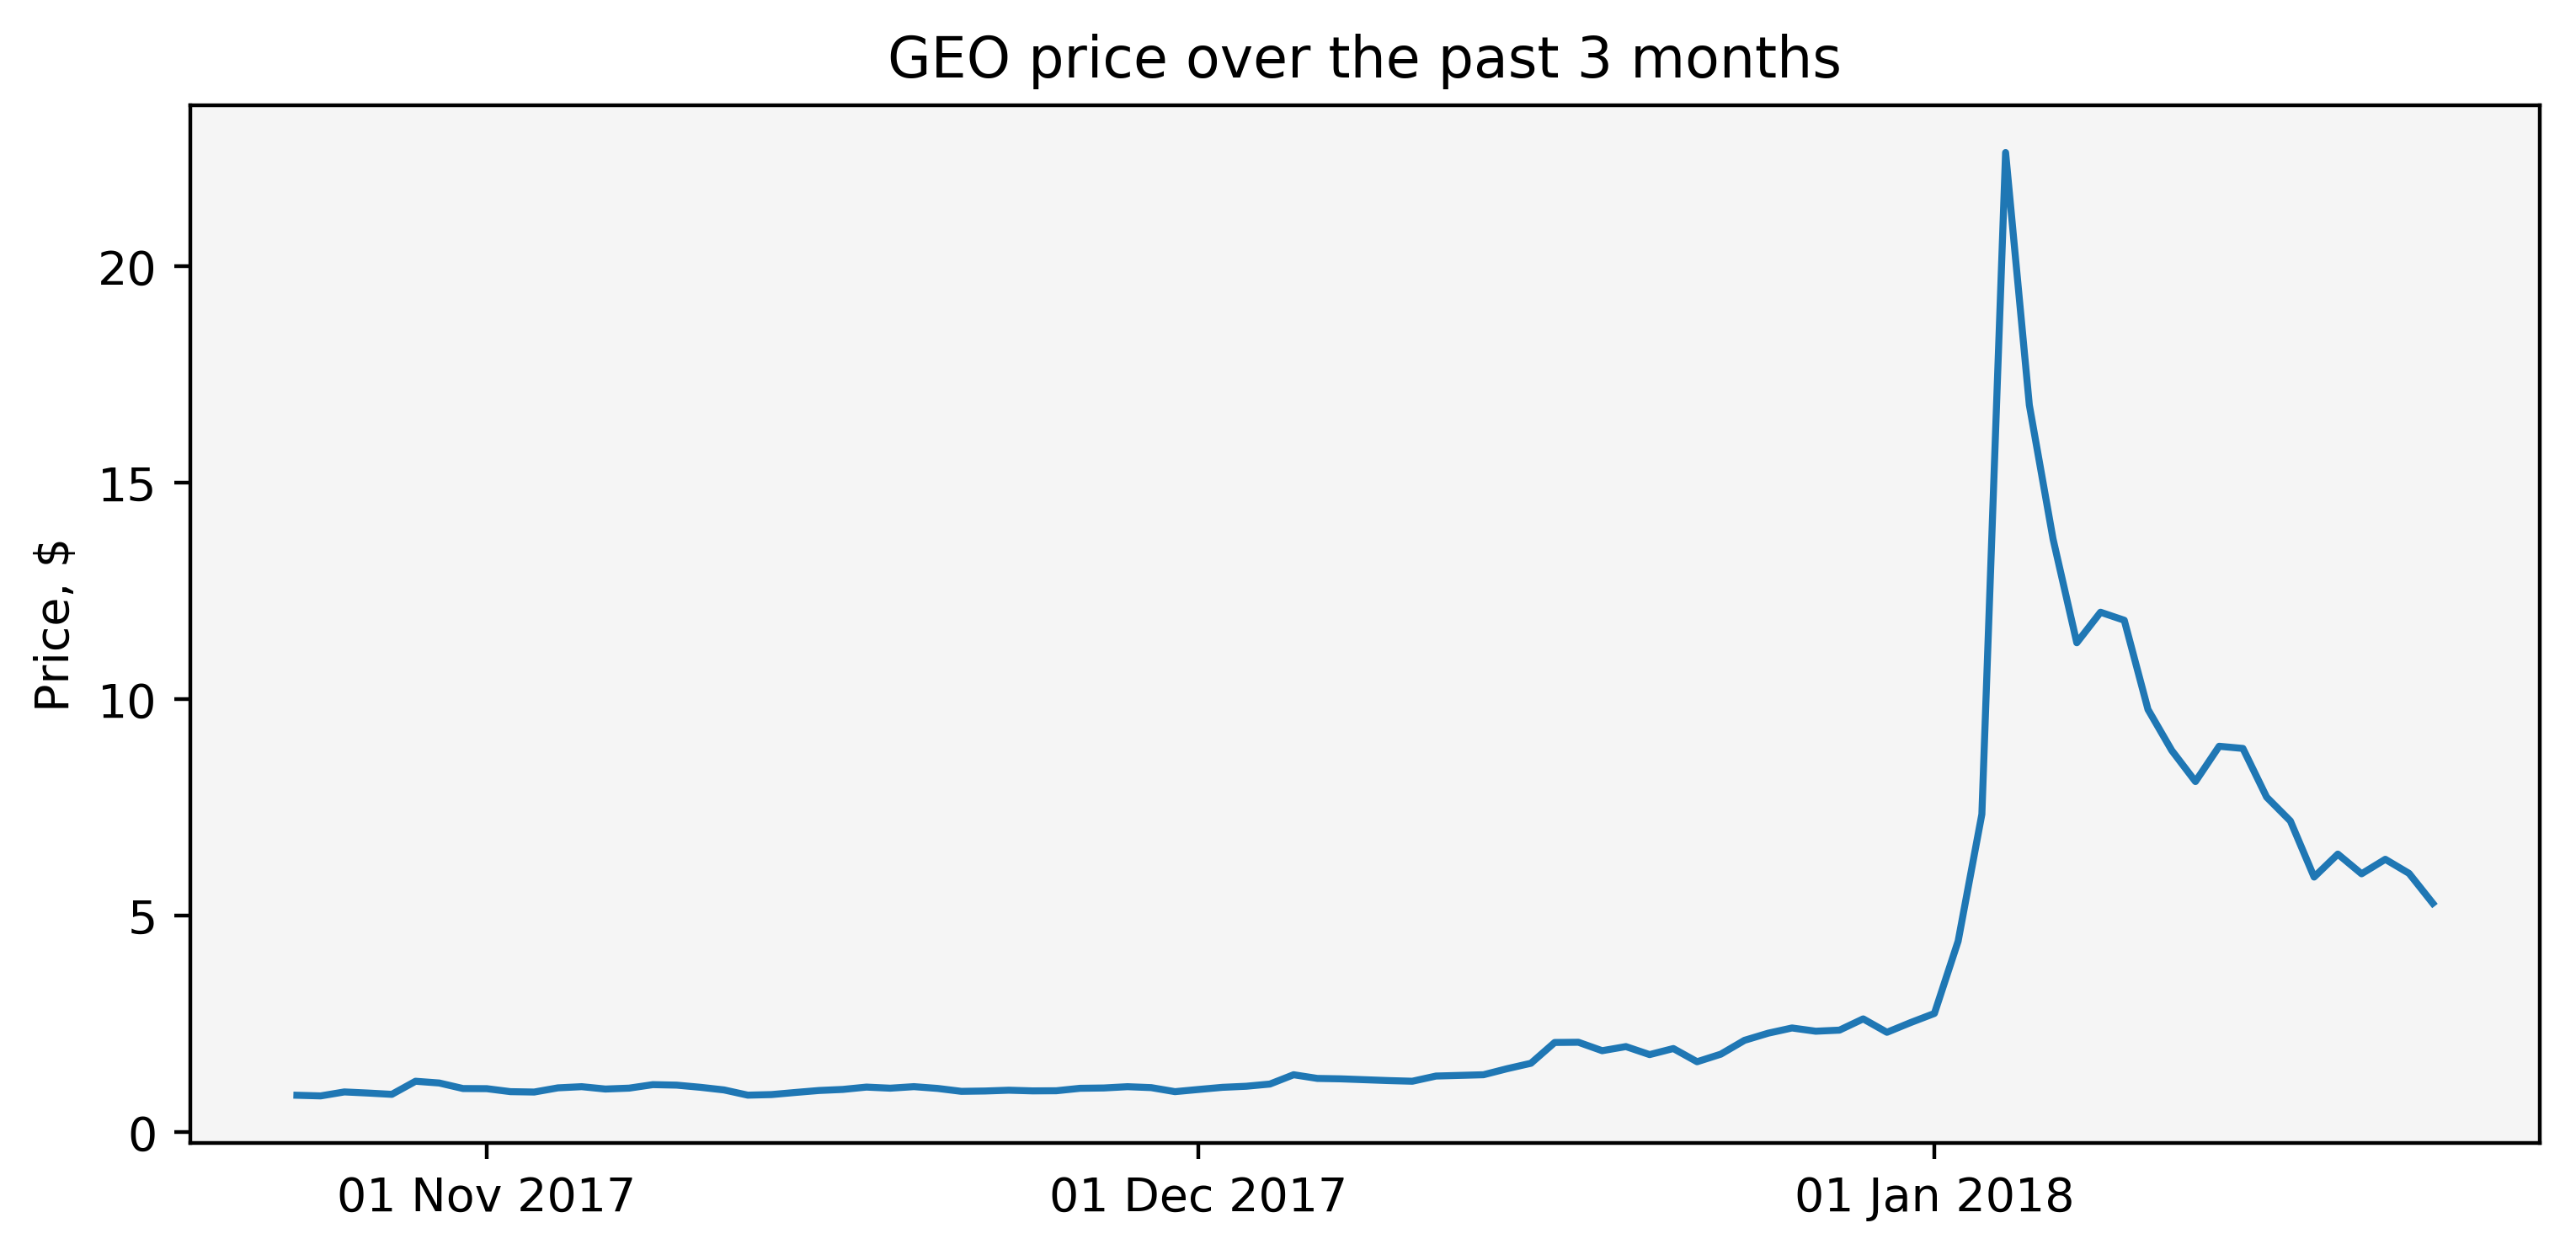 GEO price over the past 3 months
Price, $
20
15
10
5
0
01 Nov 2017
01 Dec 2017
01 Jan 2018